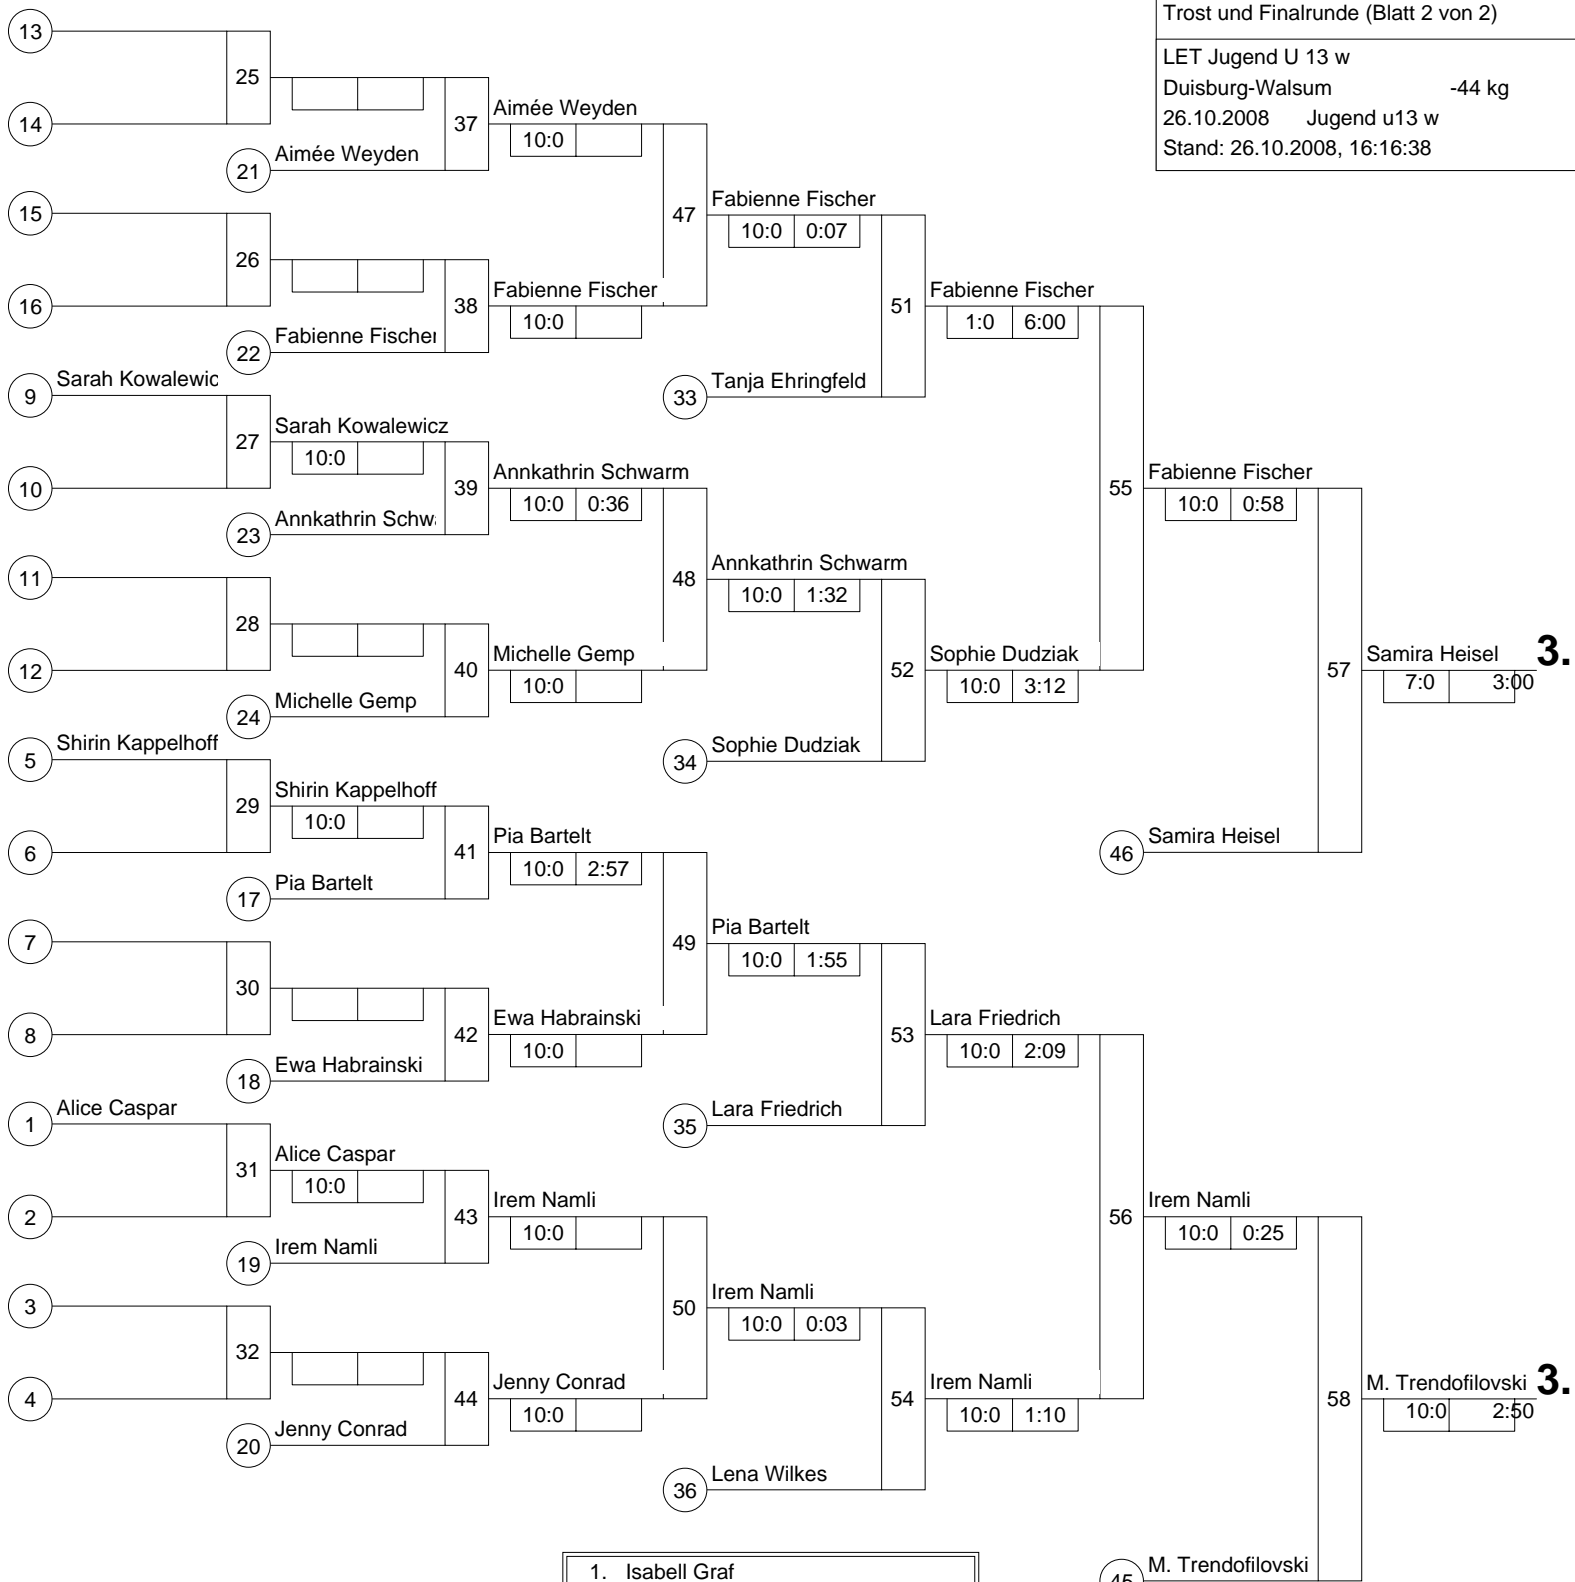 Trost und Finalrunde (Blatt 2 von 2)
LET Jugend U 13 w
Duisburg-Walsum -44 kg
26.10.2008 Jugend u13 w
Stand: 26.10.2008, 16:16:38
13
25
14
37
Aimée Weyden
10:0
21
Aimée Weyden
15
26
16
38
Fabienne Fischer
10:0
22
Fabienne Fischer
47
Fabienne Fischer
10:0 0:07
51
Fabienne Fischer
1:0 6:00
33
Tanja Ehringfeld
9
Sarah Kowalewic
27
Sarah Kowalewicz
10:0
10
39
Annkathrin Schwarm
10:0 0:36
23
Annkathrin Schwa
11
28
12
40
Michelle Gemp
10:0
24
Michelle Gemp
48
Annkathrin Schwarm
10:0 1:32
52
Sophie Dudziak
10:0 3:12
34
Sophie Dudziak
55
Fabienne Fischer
10:0 0:58
57
Samira Heisel
3.
7:0 3:00
46
Samira Heisel
5
Shirin Kappelhoff
29
Shirin Kappelhoff
10:0
6
41
Pia Bartelt
10:0 2:57
17
Pia Bartelt
7
30
8
42
Ewa Habrainski
10:0
18
Ewa Habrainski
49
Pia Bartelt
10:0 1:55
53
Lara Friedrich
10:0 2:09
35
Lara Friedrich
1
Alice Caspar
31
Alice Caspar
10:0
2
43
Irem Namli
10:0
19
Irem Namli
3
32
4
44
Jenny Conrad
10:0
20
Jenny Conrad
50
Irem Namli
10:0 0:03
54
Irem Namli
10:0 1:10
36
Lena Wilkes
56
Irem Namli
10:0 0:25
58
M. Trendofilovski
3.
10:0 2:50
45
M. Trendofilovski
1. Isabell Graf